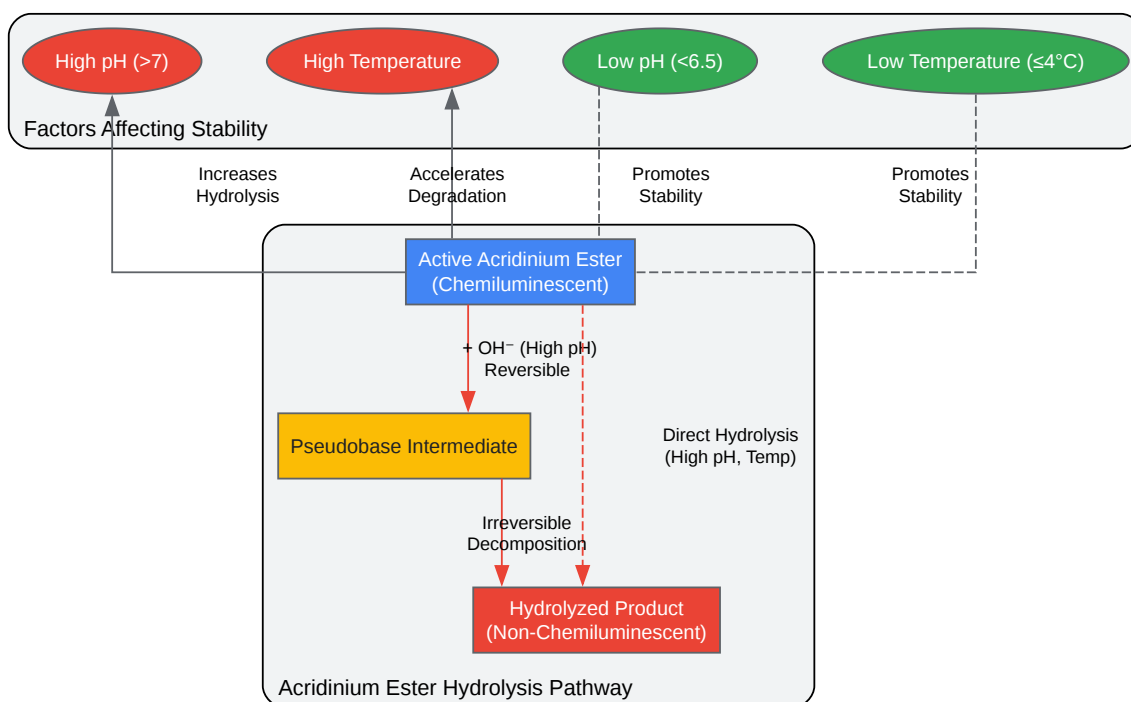 High pH (>7)
High Temperature
Low pH (<6.5)
Low Temperature (≤4°C)
Factors Affecting Stability
Increases
Hydrolysis
Accelerates
Degradation
Promotes
Stability
Promotes
Stability
Active Acridinium Ester
(Chemiluminescent)
+ OH⁻ (High pH)
Reversible
Pseudobase Intermediate
Direct Hydrolysis
(High pH, Temp)
Irreversible
Decomposition
Hydrolyzed Product
(Non-Chemiluminescent)
Acridinium Ester Hydrolysis Pathway